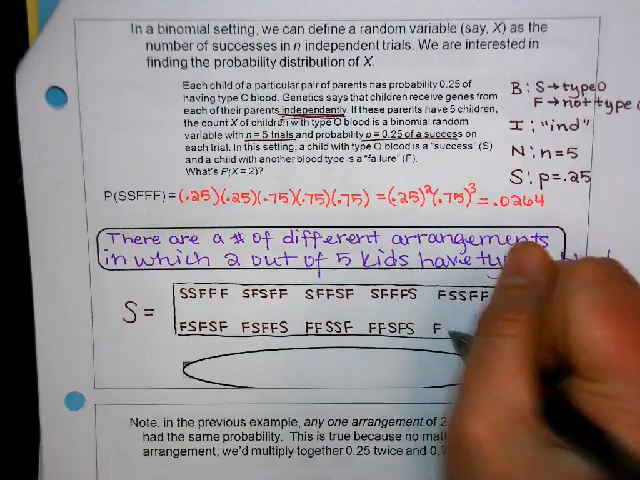 In a binomial setting, we can define a random variable (say, X) as the
number of successes in n independent trials. We are interested in
finding the probability distribution of X.
Each child of a particular pair of parents has probability 0.25 of
having type O blood. Genetics says that children receive genes from
each of their parents independently. If these parents have 5 children,
the count X of children with type O blood is a binomial random
variable with n = 5 trials and probability p = 0.25 of a success on
each trial. In this setting, a child with type O blood is a "success" (S)
and a child with another blood type is a "failure" (F).
What's P(X = 2)?
B: S→type O
F→not type O
I: "ind"
N: n=5
S: p=.25
P(SSFFF) = (.25)(.25)(.75)(.75)(.75) = (.25)²(.75)³ = .0264
There are a # of different arrangements
in which 2 out of 5 kids have
S =
SSFFF SFSFF SFFSF SFFFS FSSFF
FSFSF FSFFS FFSSF FFSFS F
Note, in the previous example, any one arrangement of
had the same probability. This is true because no
arrangement, we'd multiply together 0.25 twice and